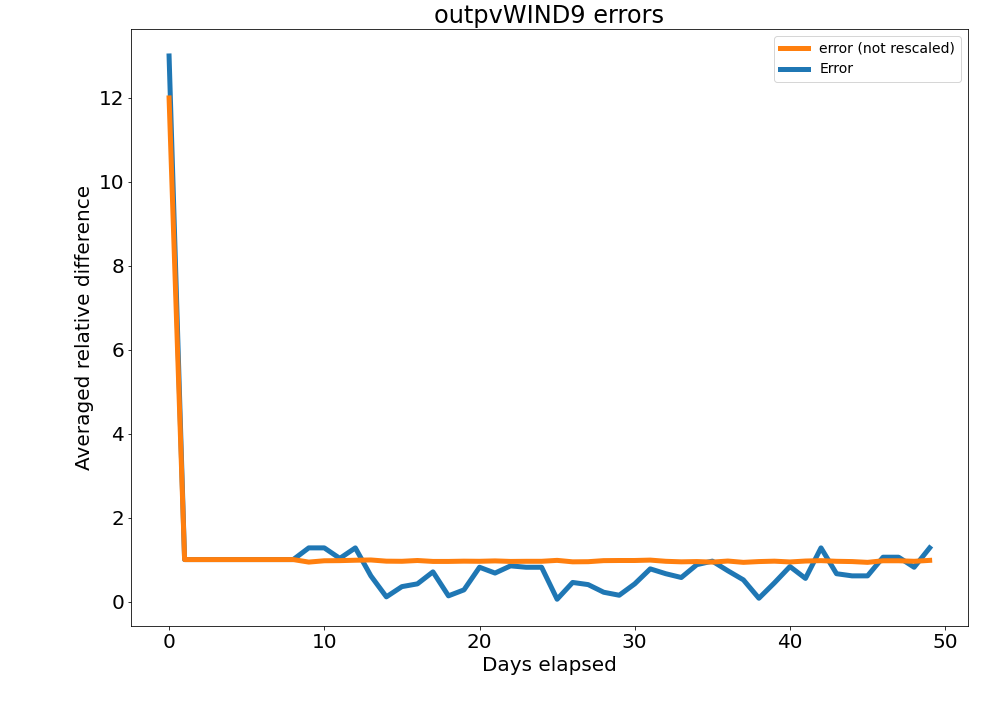 outpvWIND9 errors
error (not rescaled)
Error
Averaged relative difference
12
10
8
6
4
2
0
0 10 20 30 40 50
Days elapsed